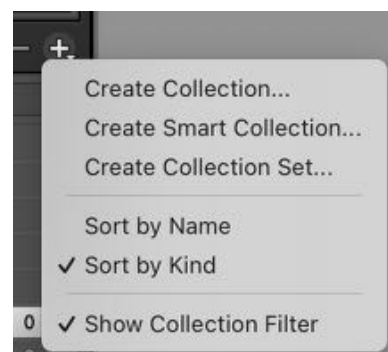 Create Collection...
Create Smart Collection...
Create Collection Set...
Sort by Name
✓ Sort by Kind
0 ✓ Show Collection Filter